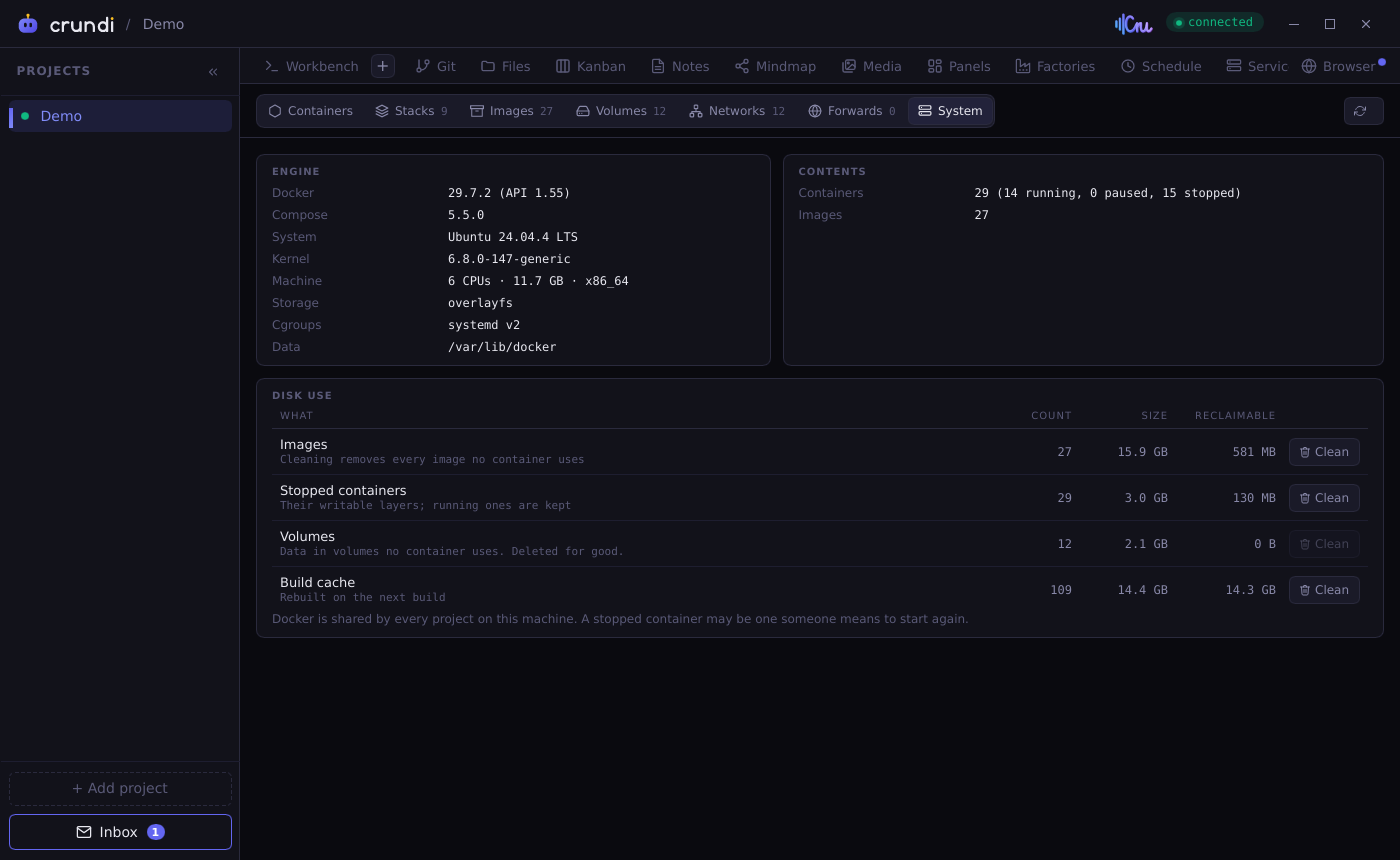 crundi / Demo
Cru
connected
PROJECTS «
Workbench + Git Files Kanban Notes Mindmap Media Panels Factories Schedule Servic Browser
Demo
Containers Stacks 9 Images 27 Volumes 12 Networks 12 Forwards 0 System
ENGINE
Docker 29.7.2 (API 1.55)
Compose 5.5.0
System Ubuntu 24.04.4 LTS
Kernel 6.8.0-147-generic
Machine 6 CPUs · 11.7 GB · x86_64
Storage overlayfs
Cgroups systemd v2
Data /var/lib/docker
CONTENTS
Containers 29 (14 running, 0 paused, 15 stopped)
Images 27
DISK USE
WHAT COUNT SIZE RECLAIMABLE
Images 27 15.9 GB 581 MB Clean
Cleaning removes every image no container uses
Stopped containers 29 3.0 GB 130 MB Clean
Their writable layers; running ones are kept
Volumes 12 2.1 GB 0 B Clean
Data in volumes no container uses. Deleted for good.
Build cache 109 14.4 GB 14.3 GB Clean
Rebuilt on the next build
Docker is shared by every project on this machine. A stopped container may be one someone means to start again.
+ Add project
Inbox 1